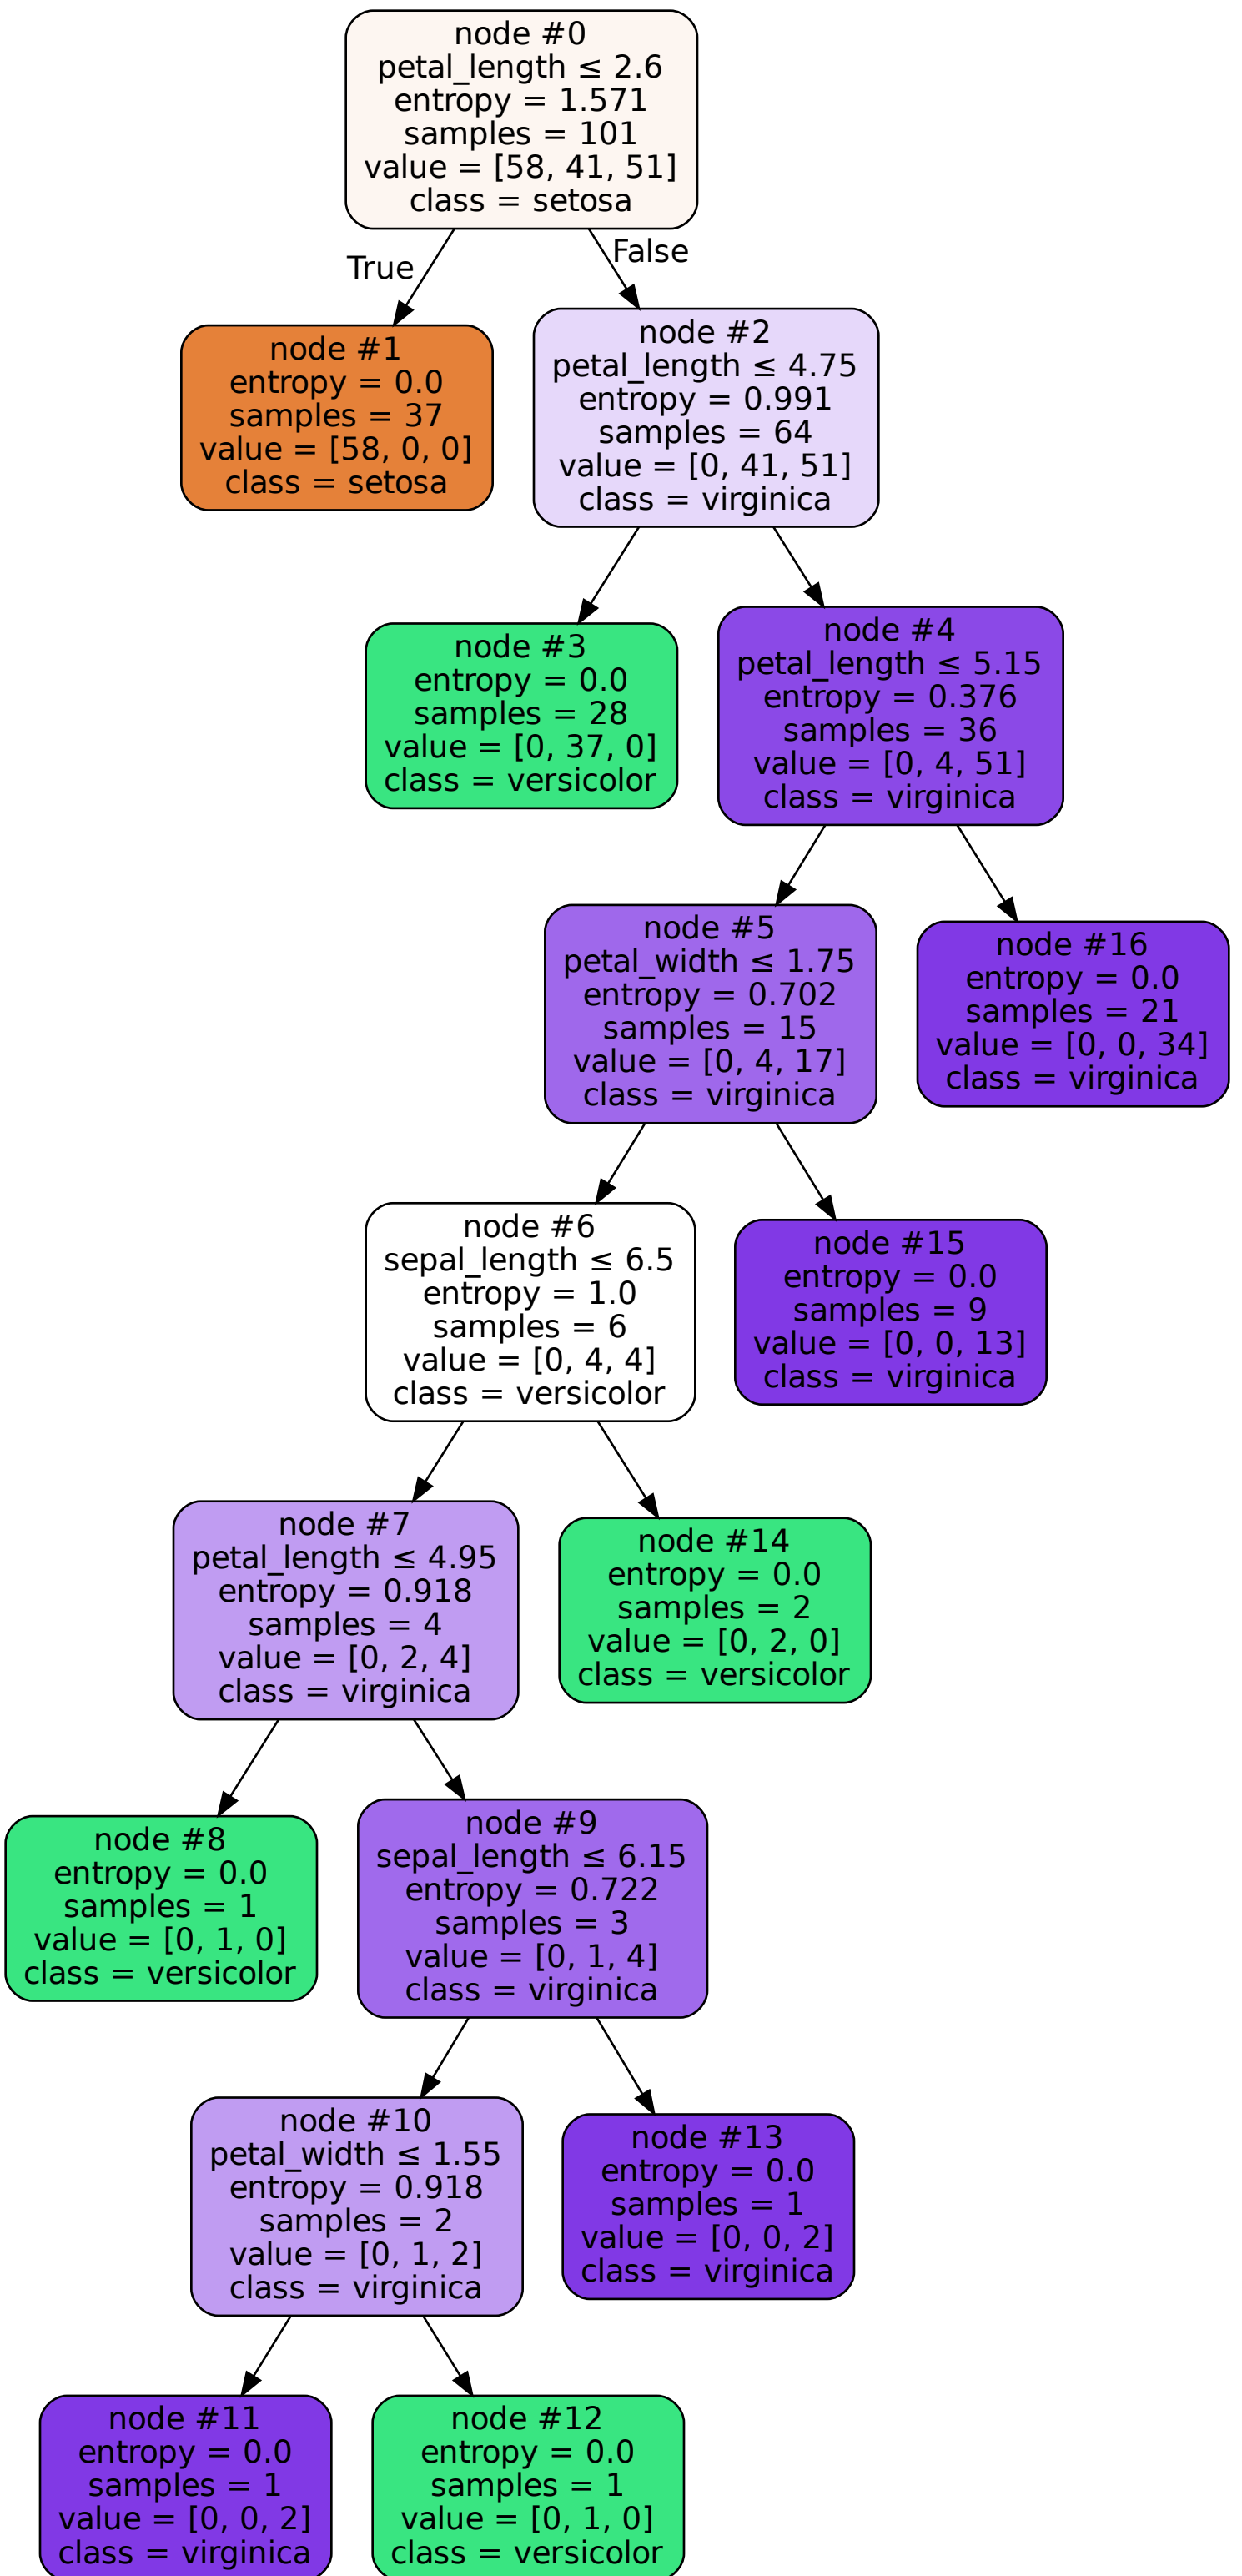 node #0
petal_length ≤ 2.6
entropy = 1.571
samples = 101
value = [58, 41, 51]
class = setosa
True
False
node #1
entropy = 0.0
samples = 37
value = [58, 0, 0]
class = setosa
node #2
petal_length ≤ 4.75
entropy = 0.991
samples = 64
value = [0, 41, 51]
class = virginica
node #3
entropy = 0.0
samples = 28
value = [0, 37, 0]
class = versicolor
node #4
petal_length ≤ 5.15
entropy = 0.376
samples = 36
value = [0, 4, 51]
class = virginica
node #5
petal_width ≤ 1.75
entropy = 0.702
samples = 15
value = [0, 4, 17]
class = virginica
node #16
entropy = 0.0
samples = 21
value = [0, 0, 34]
class = virginica
node #6
sepal_length ≤ 6.5
entropy = 1.0
samples = 6
value = [0, 4, 4]
class = versicolor
node #15
entropy = 0.0
samples = 9
value = [0, 0, 13]
class = virginica
node #7
petal_length ≤ 4.95
entropy = 0.918
samples = 4
value = [0, 2, 4]
class = virginica
node #14
entropy = 0.0
samples = 2
value = [0, 2, 0]
class = versicolor
node #8
entropy = 0.0
samples = 1
value = [0, 1, 0]
class = versicolor
node #9
sepal_length ≤ 6.15
entropy = 0.722
samples = 3
value = [0, 1, 4]
class = virginica
node #10
petal_width ≤ 1.55
entropy = 0.918
samples = 2
value = [0, 1, 2]
class = virginica
node #13
entropy = 0.0
samples = 1
value = [0, 0, 2]
class = virginica
node #11
entropy = 0.0
samples = 1
value = [0, 0, 2]
class = virginica
node #12
entropy = 0.0
samples = 1
value = [0, 1, 0]
class = versicolor